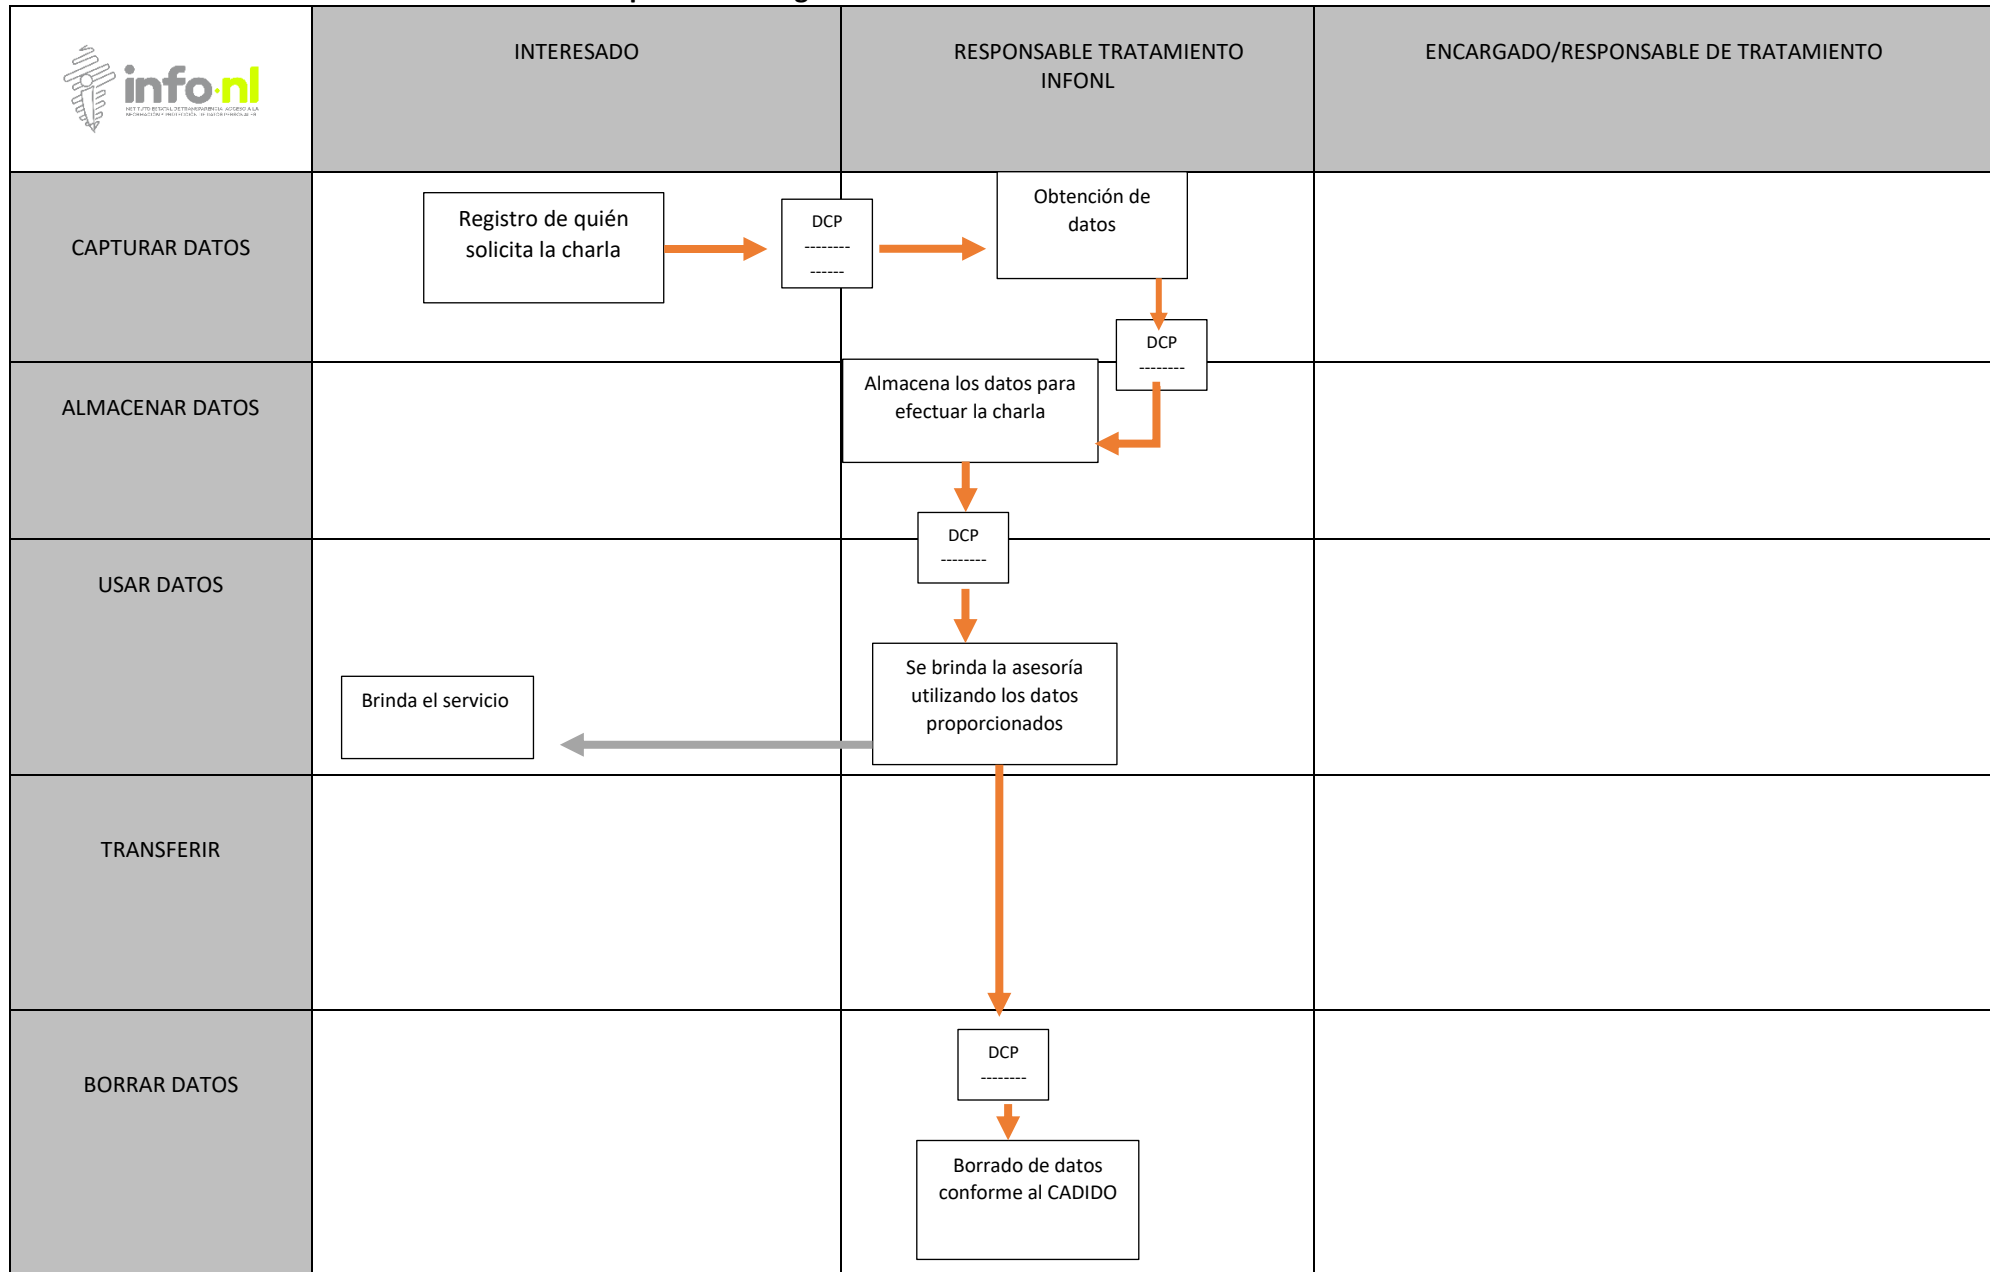 info·nl
INTERESADO
RESPONSABLE TRATAMIENTO
INFONL
ENCARGADO/RESPONSABLE DE TRATAMIENTO
CAPTURAR DATOS
Registro de quién
solicita la charla
DCP
--------
------
Obtención de
datos
DCP
--------
ALMACENAR DATOS
Almacena los datos para
efectuar la charla
DCP
--------
USAR DATOS
Brinda el servicio
Se brinda la asesoría
utilizando los datos
proporcionados
TRANSFERIR
BORRAR DATOS
DCP
--------
Borrado de datos
conforme al CADIDO